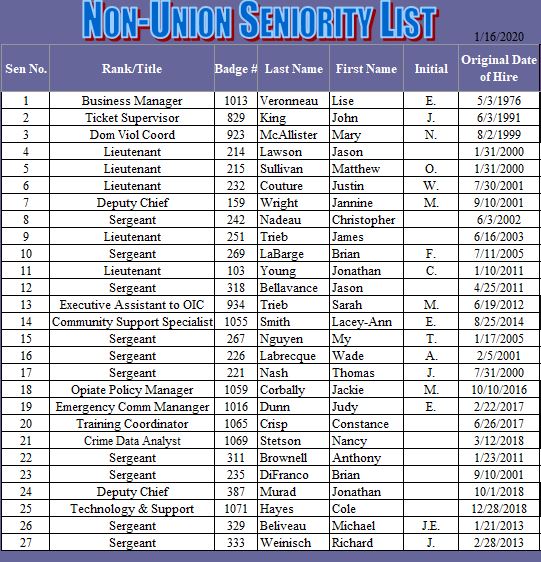 NON-UNION SENIORITY LIST
1/16/2020
Sen No. Rank/Title Badge # Last Name First Name Initial Original Date of Hire
1 Business Manager 1013 Veronneau Lise E. 5/3/1976
2 Ticket Supervisor 829 King John J. 6/3/1991
3 Dom Viol Coord 923 McAllister Mary N. 8/2/1999
4 Lieutenant 214 Lawson Jason 1/31/2000
5 Lieutenant 215 Sullivan Matthew O. 1/31/2000
6 Lieutenant 232 Couture Justin W. 7/30/2001
7 Deputy Chief 159 Wright Jannine M. 9/10/2001
8 Sergeant 242 Nadeau Christopher 6/3/2002
9 Lieutenant 251 Trieb James 6/16/2003
10 Sergeant 269 LaBarge Brian F. 7/11/2005
11 Lieutenant 103 Young Jonathan C. 1/10/2011
12 Sergeant 318 Bellavance Jason 4/25/2011
13 Executive Assistant to OIC 934 Trieb Sarah M. 6/19/2012
14 Community Support Specialist 1055 Smith Lacey-Ann E. 8/25/2014
15 Sergeant 267 Nguyen My T. 1/17/2005
16 Sergeant 226 Labrecque Wade A. 2/5/2001
17 Sergeant 221 Nash Thomas J. 7/31/2000
18 Opiate Policy Manager 1059 Corbally Jackie M. 10/10/2016
19 Emergency Comm Mananger 1016 Dunn Judy E. 2/22/2017
20 Training Coordinator 1065 Crisp Constance 6/26/2017
21 Crime Data Analyst 1069 Stetson Nancy 3/12/2018
22 Sergeant 311 Brownell Anthony 1/23/2011
23 Sergeant 235 DiFranco Brian 9/10/2001
24 Deputy Chief 387 Murad Jonathan 10/1/2018
25 Technology & Support 1071 Hayes Cole 12/28/2018
26 Sergeant 329 Beliveau Michael J.E. 1/21/2013
27 Sergeant 333 Weinisch Richard J. 2/28/2013